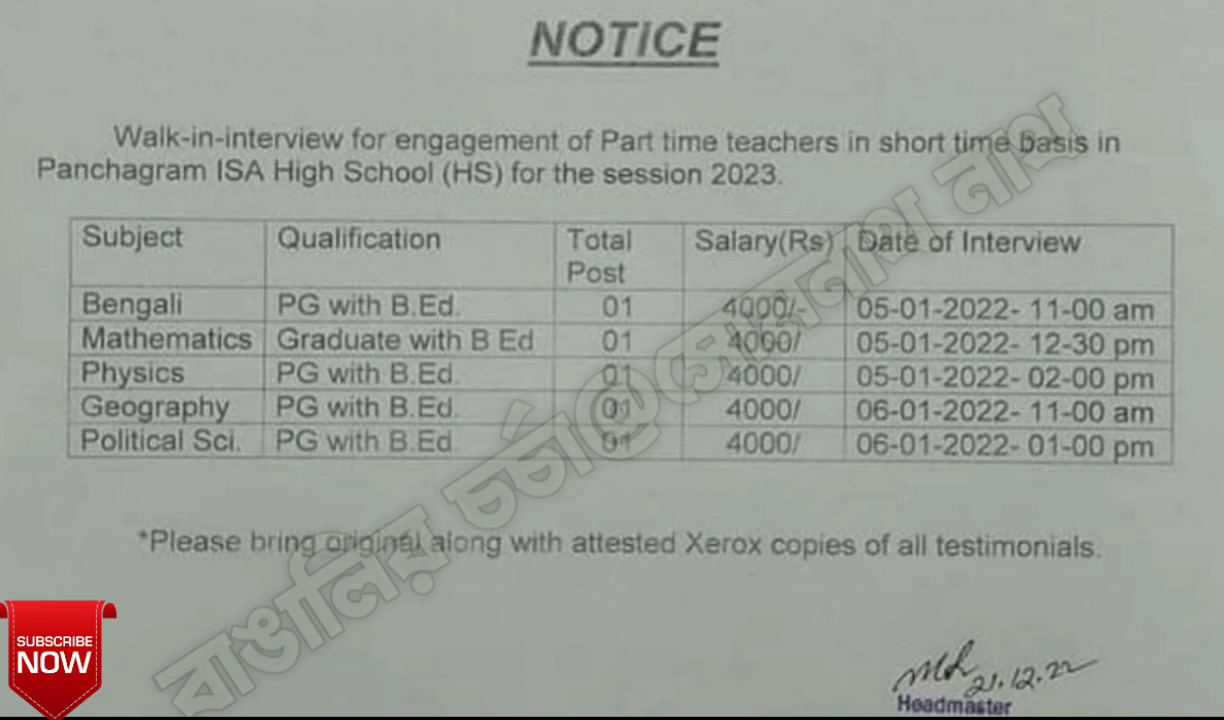 NOTICE
Walk-in-interview for engagement of Part time teachers in short time basis in
Panchagram ISA High School (HS) for the session 2023.
Subject Qualification Total Post Salary(Rs) Date of Interview
Bengali PG with B.Ed. 01 4000/- 05-01-2022- 11-00 am
Mathematics Graduate with B Ed 01 4000/ 05-01-2022- 12-30 pm
Physics PG with B.Ed. 01 4000/ 05-01-2022- 02-00 pm
Geography PG with B.Ed. 01 4000/ 06-01-2022- 11-00 am
Political Sci. PG with B.Ed. 01 4000/ 06-01-2022- 01-00 pm
*Please bring original along with attested Xerox copies of all testimonials.
বাঙালির চর্চা@সোমনাথ নাথ
SUBSCRIBE
NOW
21.12.22
Headmaster